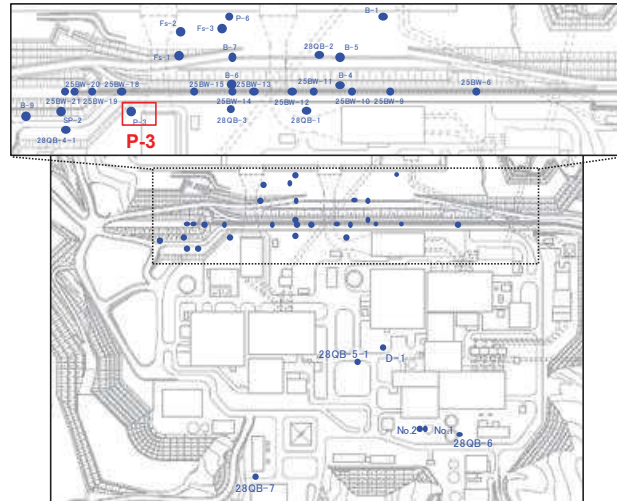 P-6
B-1
Fs-2
Fs-3
Fs-1
B-7
28QB-2
B-5
B-6
B-4
25BW-20
25BW-19
25BW-15
25BW-13
25BW-11
25BW-6
25BW-21
25BW-19
25BW-14
25BW-12
25BW-10
25BW-9
B-9
SP-2
P-3
28QB-3
28QB-1
28QB-4-1
P-3
28QB-5-1
D-1
No.2
No.1
28QB-6
28QB-7